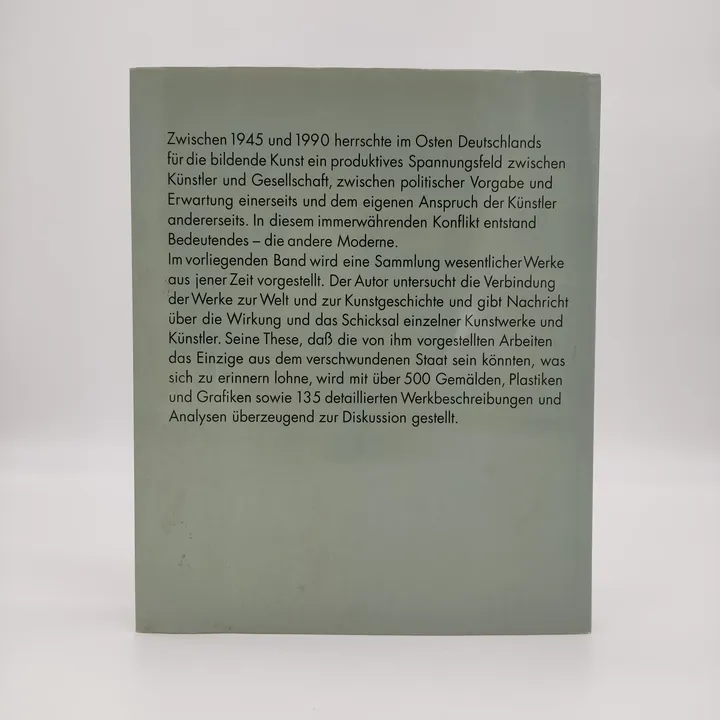 Zwischen 1945 und 1990 herrschte im Osten Deutschlands
für die bildende Kunst ein produktives Spannungsfeld zwischen
Künstler und Gesellschaft, zwischen politischer Vorgabe und
Erwartung einerseits und dem eigenen Anspruch der Künstler
andererseits. In diesem immerwährenden Konflikt entstand
Bedeutendes – die andere Moderne.
Im vorliegenden Band wird eine Sammlung wesentlicher Werke
aus jener Zeit vorgestellt. Der Autor untersucht die Verbindung
der Werke zur Welt und zur Kunstgeschichte und gibt Nachricht
über die Wirkung und das Schicksal einzelner Kunstwerke und
Künstler. Seine These, daß die von ihm vorgestellten Arbeiten
das Einzige aus dem verschwundenen Staat sein könnten, was
sich zu erinnern lohne, wird mit über 500 Gemälden, Plastiken
und Grafiken sowie 135 detaillierten Werkbeschreibungen und
Analysen überzeugend zur Diskussion gestellt.